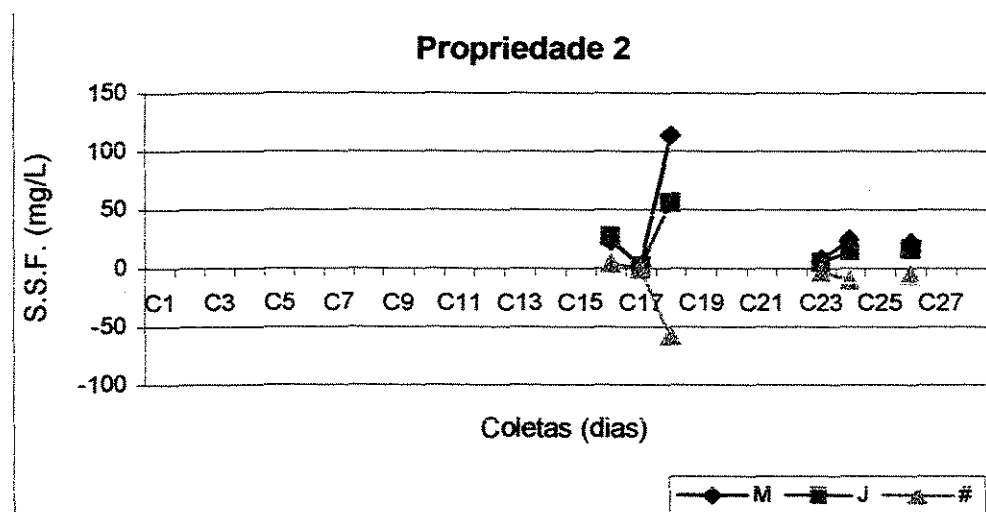 Propriedade 2
150
100
50
0
-50
-100
S.S.F. (mg/L)
C1 C3 C5 C7 C9 C11 C13 C15 C17 C19 C21 C23 C25 C27
Coletas (dias)
M J #